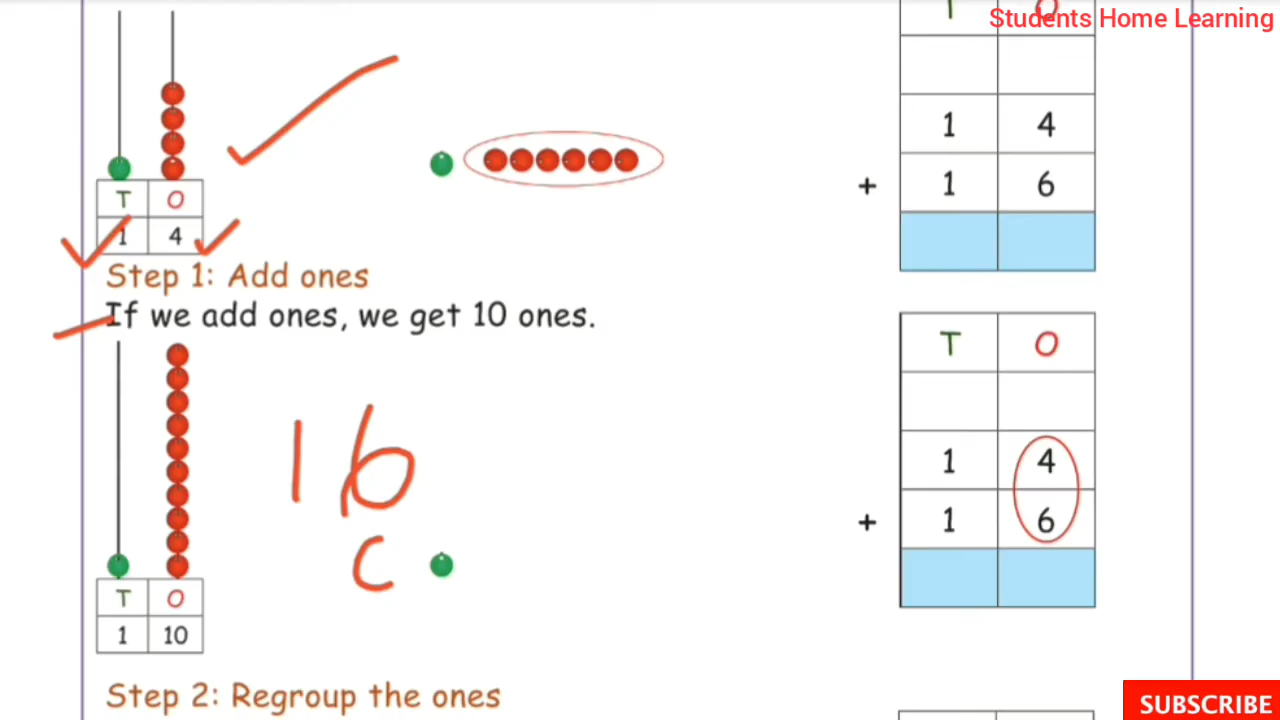 T O
Students Home Learning
1 4
+ 1 6
T O
1 4
Step 1: Add ones
If we add ones, we get 10 ones.
T O
1 4
+ 1 6
16
C
T O
1 10
Step 2: Regroup the ones
SUBSCRIBE